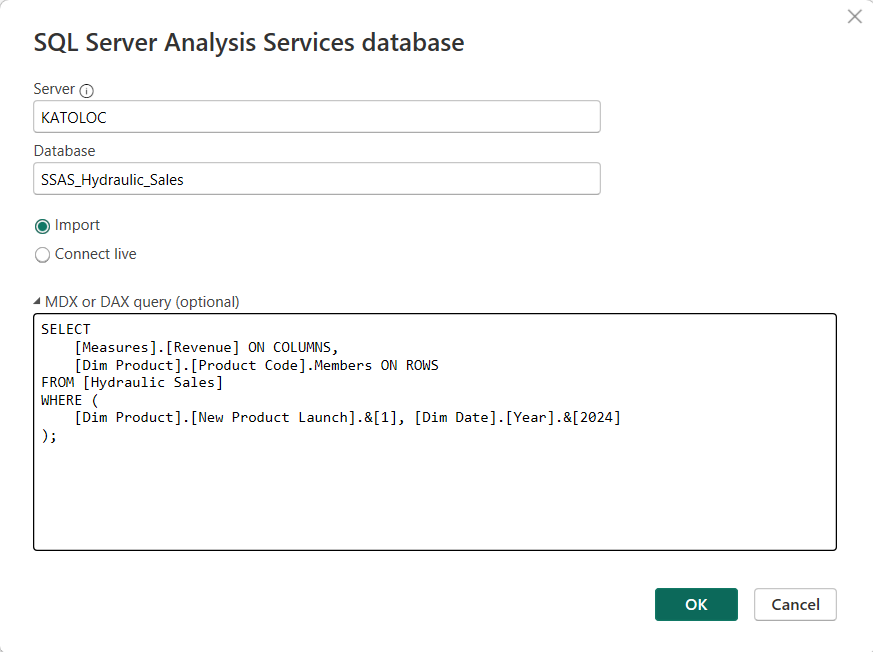 SQL Server Analysis Services database
Server
KATOLOC
Database
SSAS_Hydraulic_Sales
Import
Connect live
MDX or DAX query (optional)
SELECT
[Measures].[Revenue] ON COLUMNS,
[Dim Product].[Product Code].Members ON ROWS
FROM [Hydraulic Sales]
WHERE (
[Dim Product].[New Product Launch].&[1], [Dim Date].[Year].&[2024]
);
OK
Cancel